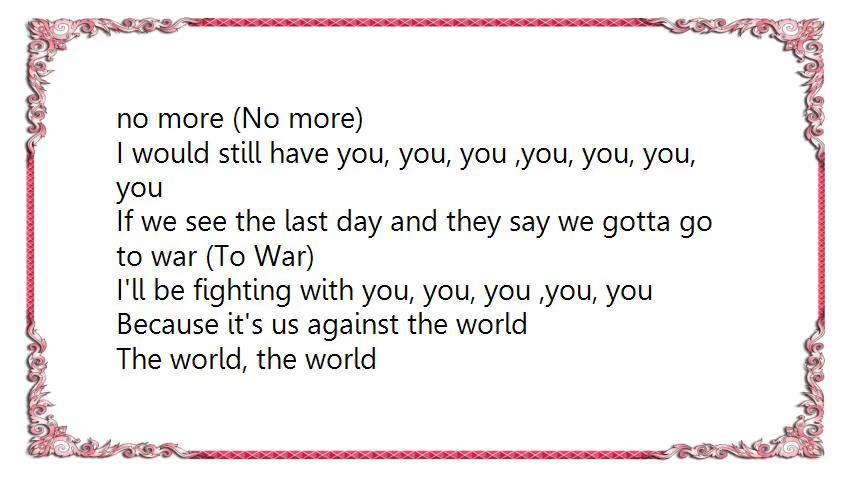 no more (No more)
I would still have you, you, you ,you, you, you,
you
If we see the last day and they say we gotta go
to war (To War)
I'll be fighting with you, you, you ,you, you
Because it's us against the world
The world, the world